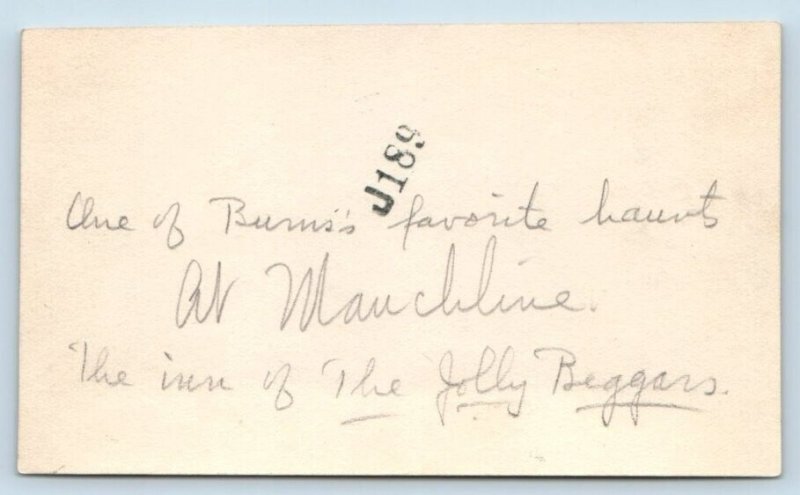 J189
One of Burns's favorite haunts
At Mauchline.
The inn of 'The Jolly Beggars.